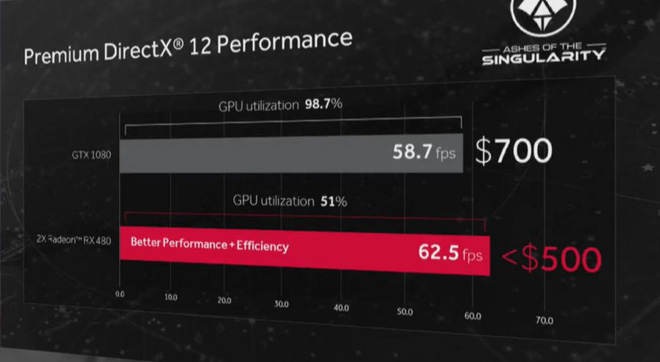 Premium DirectX® 12 Performance
ASHES OF THE
SINGULARITY
GPU utilization 98.7%
GTX 1080
58.7 fps
$700
GPU utilization 51%
2X Radeon™ RX 480
Better Performance + Efficiency
62.5 fps
<$500
0.0 10.0 20.0 30.0 40.0 50.0 60.0 70.0